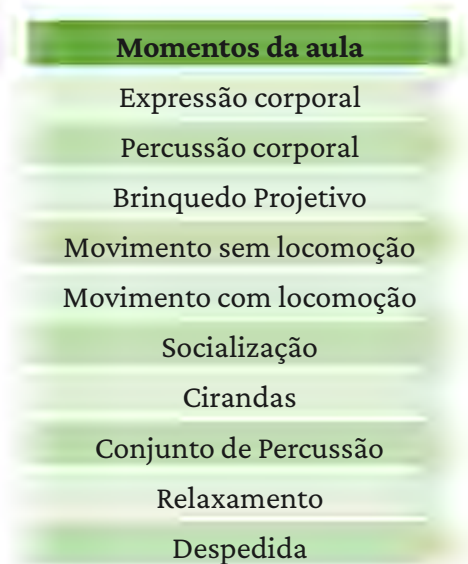 Momentos da aula
Expressão corporal
Percussão corporal
Brinquedo Projetivo
Movimento sem locomoção
Movimento com locomoção
Socialização
Cirandas
Conjunto de Percussão
Relaxamento
Despedida